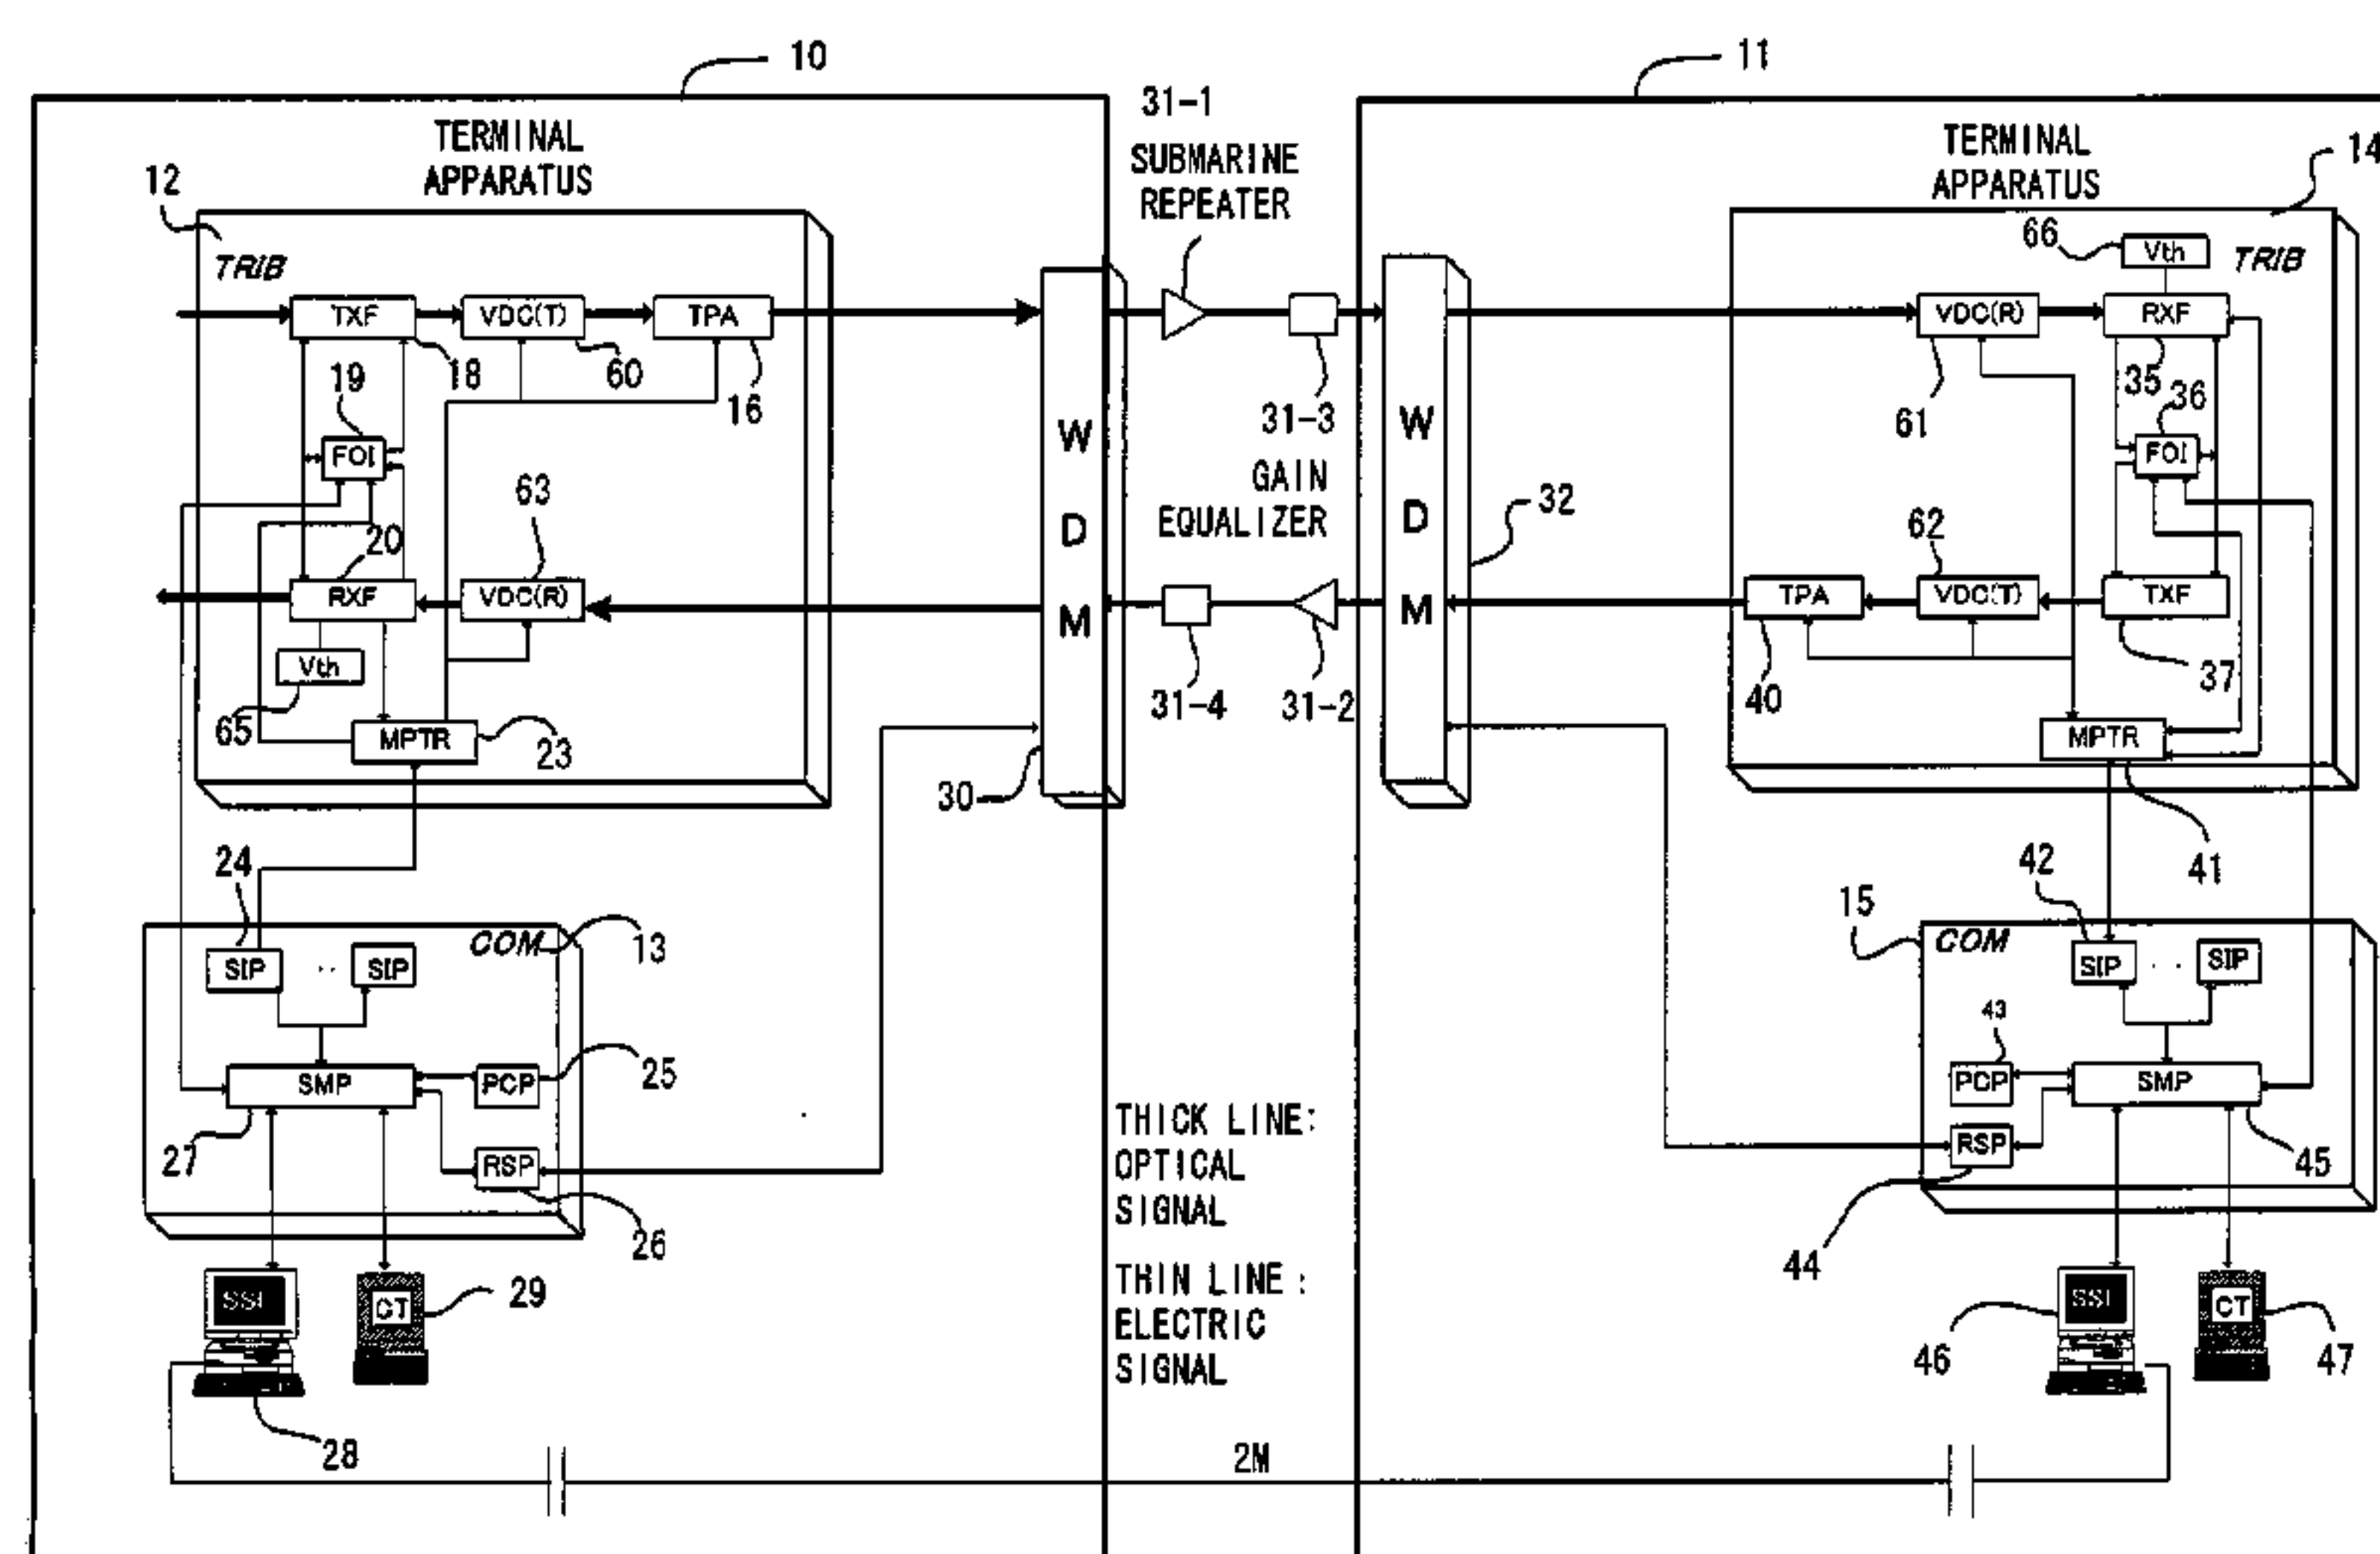 10
11
31-1
TERMINAL
APPARATUS
SUBMARINE
REPEATER
TERMINAL
APPARATUS
12
14
TRIB
66
Vth
TRIB
TXF
VDC(T)
TPA
VDC(R)
RXF
18
60
16
19
31-3
61
35
36
FOI
W
D
M
W
D
M
FOI
GAIN
EQUALIZER
32
63
20
62
RXF
VDC(R)
TPA
VDC(T)
TXF
Vth
65
31-4
31-2
40
37
MPTR
23
MPTR
30
24
42
41
15
COM
13
COM
SIP
··
SIP
SIP
··
SIP
43
SMP
PCP
25
PCP
SMP
27
RSP
26
RSP
45
44
THICK LINE:
OPTICAL
SIGNAL
THIN LINE:
ELECTRIC
SIGNAL
SSI
CT
29
SSI
CT
46
47
28
2M